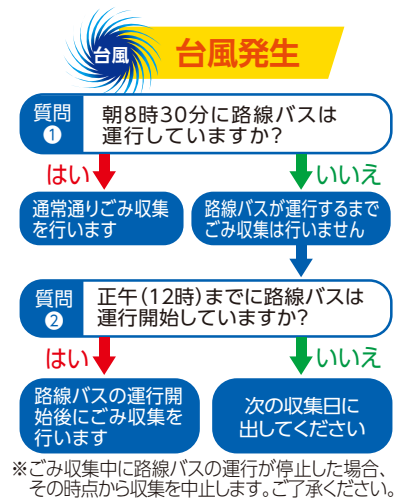 台風
台風発生
質問
❶
朝8時30分に路線バスは
運行していますか?
はい
いいえ
通常通りごみ収集
を行います
路線バスが運行するまで
ごみ収集は行いません
質問
❷
正午(12時)までに路線バスは
運行開始していますか?
はい
いいえ
路線バスの運行開
始後にごみ収集を
行います
次の収集日に
出してください
※ごみ収集中に路線バスの運行が停止した場合、
その時点から収集を中止します。ご了承ください。